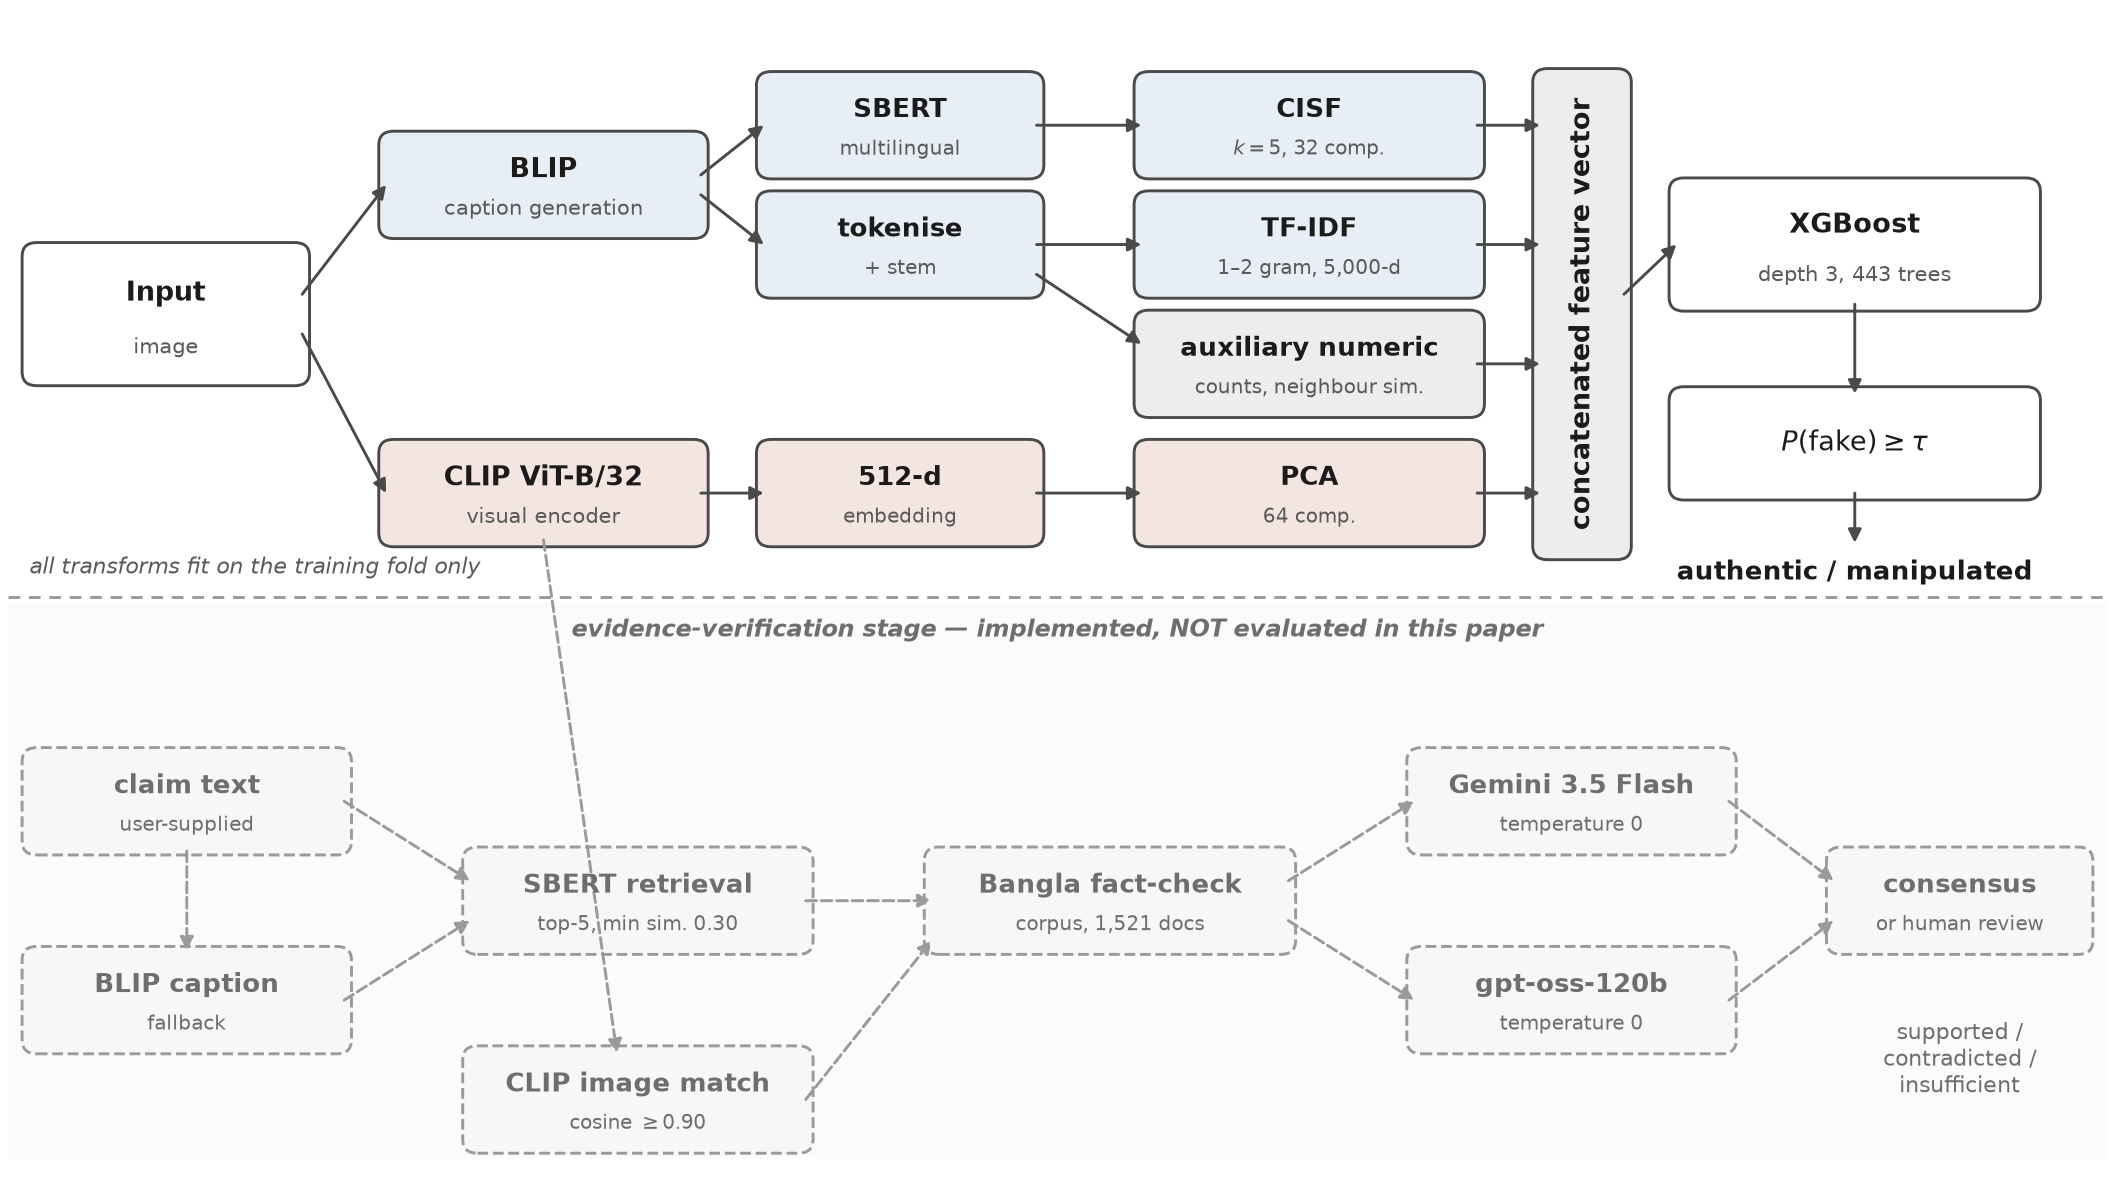 SBERT
multilingual
CISF
k = 5, 32 comp.
BLIP
caption generation
tokenise
+ stem
TF-IDF
1–2 gram, 5,000-d
concatenated feature vector
XGBoost
depth 3, 443 trees
Input
image
auxiliary numeric
counts, neighbour sim.
P(fake) ≥ τ
CLIP ViT-B/32
visual encoder
512-d
embedding
PCA
64 comp.
all transforms fit on the training fold only
authentic / manipulated
evidence-verification stage — implemented, NOT evaluated in this paper
claim text
user-supplied
Gemini 3.5 Flash
temperature 0
SBERT retrieval
top-5, min sim. 0.30
Bangla fact-check
corpus, 1,521 docs
consensus
or human review
BLIP caption
fallback
gpt-oss-120b
temperature 0
supported /
contradicted /
insufficient
CLIP image match
cosine ≥ 0.90